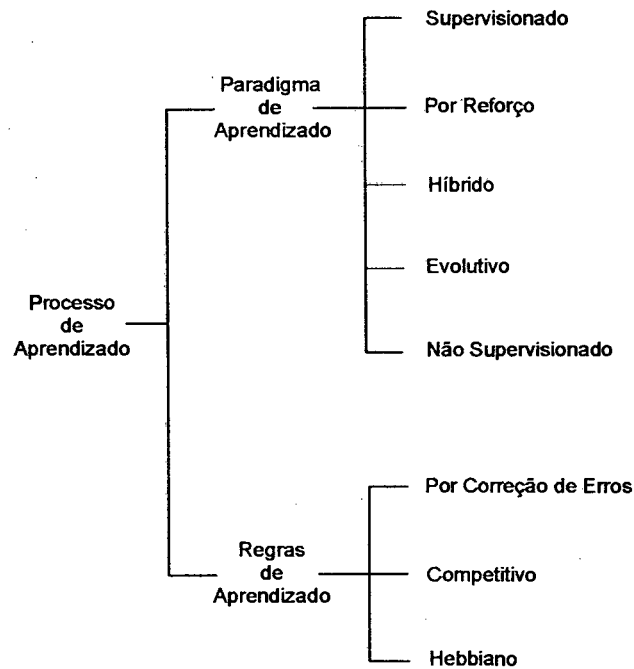 Supervisionado
Paradigma
de
Aprendizado
Por Reforço
Híbrido
Evolutivo
Processo
de
Aprendizado
Não Supervisionado
Por Correção de Erros
Regras
de
Aprendizado
Competitivo
Hebbiano